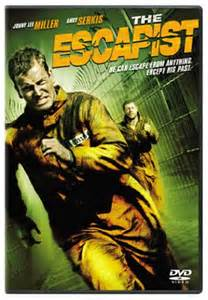 JONNY LEE MILLER ANDY SERKIS
THE
ESCAPIST
HE CAN ESCAPE FROM ANYTHING.
EXCEPT HIS PAST.
DVD
VIDEO